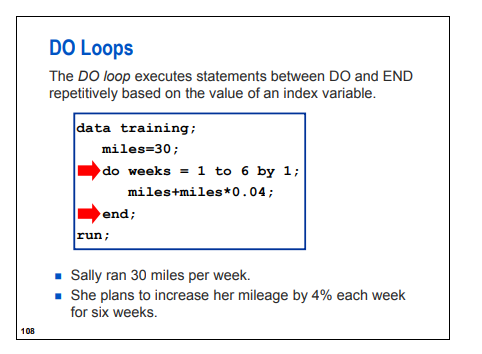 DO Loops
The DO loop executes statements between DO and END
repetitively based on the value of an index variable.
data training;
miles=30;
do weeks = 1 to 6 by 1;
miles+miles*0.04;
end;
run;
Sally ran 30 miles per week.
She plans to increase her mileage by 4% each week
for six weeks.
108